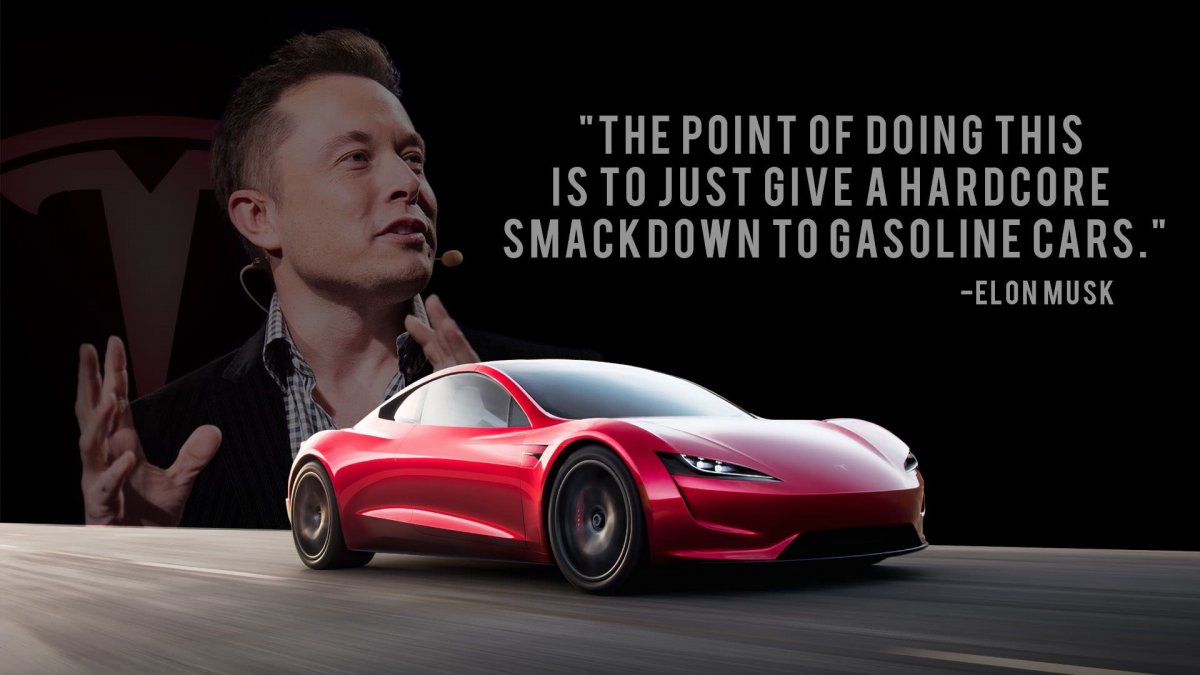 "THE POINT OF DOING THIS
IS TO JUST GIVE A HARDCORE
SMACKDOWN TO GASOLINE CARS."
-ELON MUSK